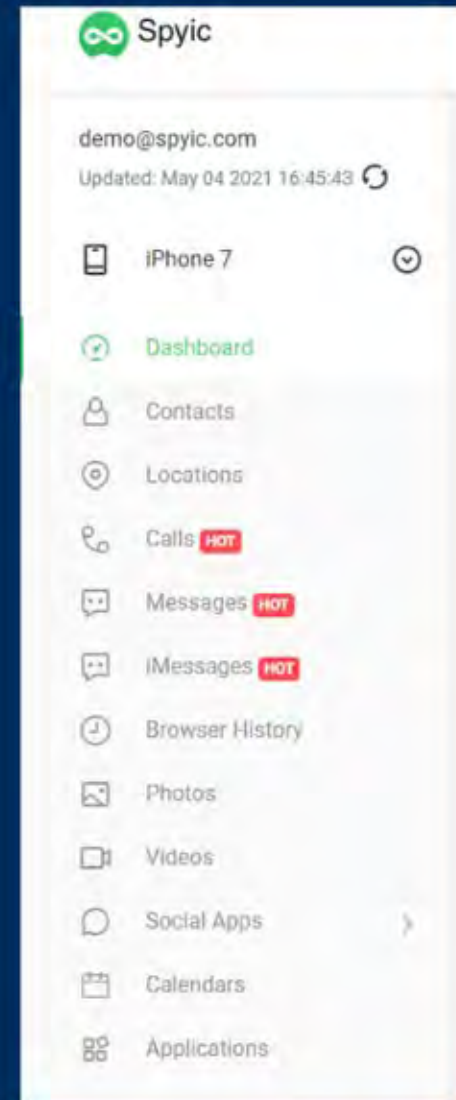 Spyic
demo@spyic.com
Updated: May 04 2021 16:45:43
iPhone 7
Dashboard
Contacts
Locations
Calls HOT
Messages HOT
iMessages HOT
Browser History
Photos
Videos
Social Apps
Calendars
Applications